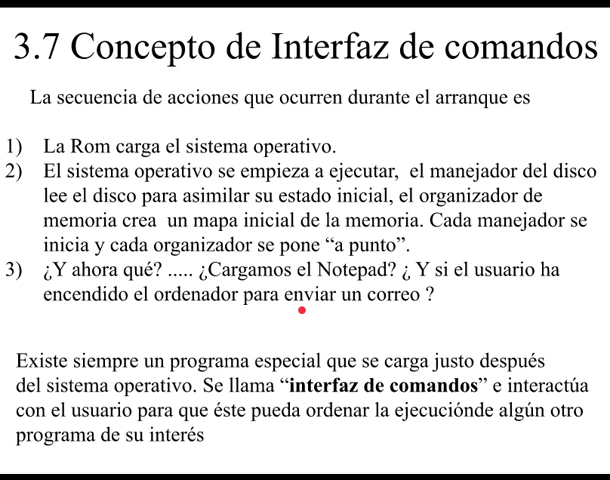 3.7 Concepto de Interfaz de comandos
La secuencia de acciones que ocurren durante el arranque es
1) La Rom carga el sistema operativo.
2) El sistema operativo se empieza a ejecutar, el manejador del disco
lee el disco para asimilar su estado inicial, el organizador de
memoria crea un mapa inicial de la memoria. Cada manejador se
inicia y cada organizador se pone “a punto”.
3) ¿Y ahora qué? ..... ¿Cargamos el Notepad? ¿ Y si el usuario ha
encendido el ordenador para enviar un correo ?
Existe siempre un programa especial que se carga justo después
del sistema operativo. Se llama “interfaz de comandos” e interactúa
con el usuario para que éste pueda ordenar la ejecuciónde algún otro
programa de su interés